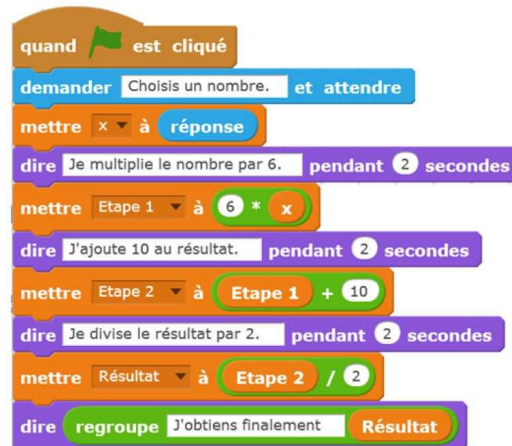 quand est cliqué
demander Choisis un nombre. et attendre
mettre x à réponse
dire Je multiplie le nombre par 6. pendant 2 secondes
mettre Etape 1 à 6 * x
dire J'ajoute 10 au résultat. pendant 2 secondes
mettre Etape 2 à Etape 1 + 10
dire Je divise le résultat par 2. pendant 2 secondes
mettre Résultat à Etape 2 / 2
dire regroupe J'obtiens finalement Résultat